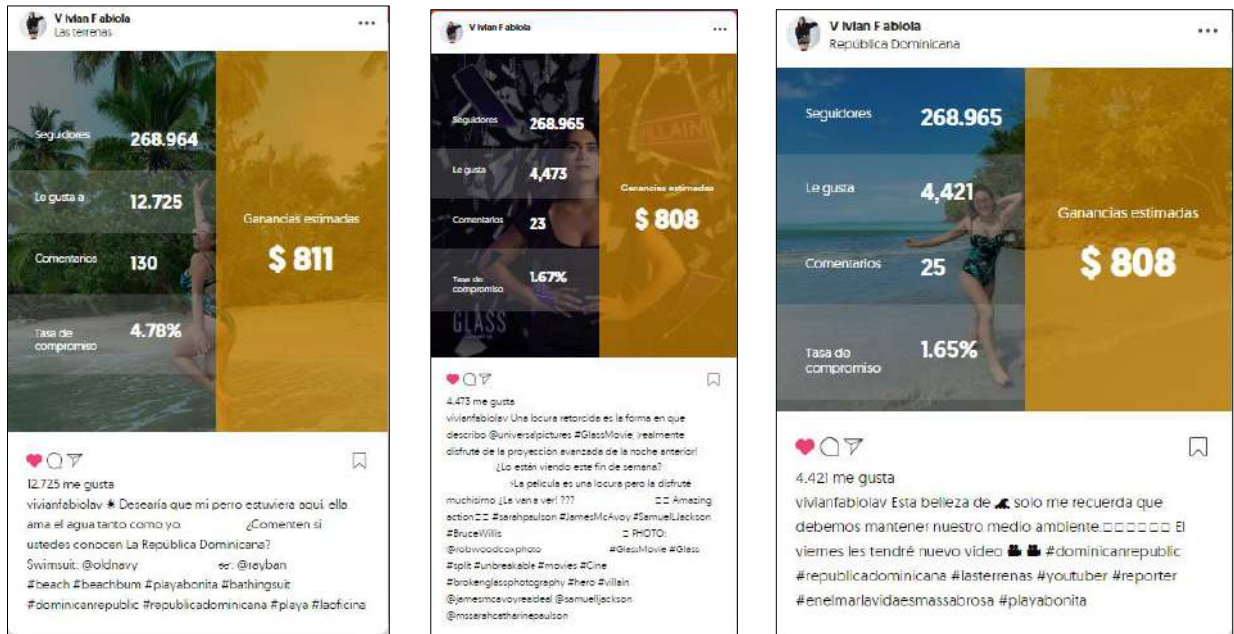 Vivian Fabiola
Las terrenas
Seguidores 268.964
Le gusta a 12.725
Comentarios 130
Tasa de
compromiso 4.78%
Ganancias estimadas
$ 811
12.725 me gusta
vivianfabiolav ☀ Desearía que mi perro estuviera aquí, ella
ama el agua tanto como yo. ¿Comenten si
ustedes conocen La República Dominicana?
Swimsuit: @oldnavy 👓: @rayban
#beach #beachbum #playabonita #bathingsuit
#dominicanrepublic #republicadominicana #playa #laoficina
Vivian Fabiola
Seguidores 268.965
Le gusta 4,473
Comentarios 23
Tasa de
compromiso 1.67%
Ganancias estimadas
$ 808
VILLAIN
GLASS
4.473 me gusta
vivianfabiolav Una locura retorcida es la forma en que
describo @universalpictures #GlassMovie, ¡realmente
disfruté de la proyección avanzada de la noche anterior!
¿Lo están viendo este fin de semana?
⚡La película es una locura pero la disfruté
muchísimo ¿La van a ver! ??? □□ Amazing
action□□ #sarahpaulson #JamesMcAvoy #SamuelLJackson
#BruceWillis □ PHOTO:
@robwoodcoxphoto #GlassMovie #Glass
#split #unbreakable #movies #Cine
#brokenglassphotography #hero #villain
@jamesmcavoyrealdeal @samuelljackson
@mssarahcatharinepaulson
Vivian Fabiola
República Dominicana
Seguidores 268.965
Le gusta 4,421
Comentarios 25
Tasa de
compromiso 1.65%
Ganancias estimadas
$ 808
4.421 me gusta
vivianfabiolav Esta belleza de 🌊 solo me recuerda que
debemos mantener nuestro medio ambiente.□□□□□□ El
viernes les tendré nuevo video 🎥 🎥 #dominicanrepublic
#republicadominicana #lasterrenas #youtuber #reporter
#enelmarlavidaesmassabrosa #playabonita